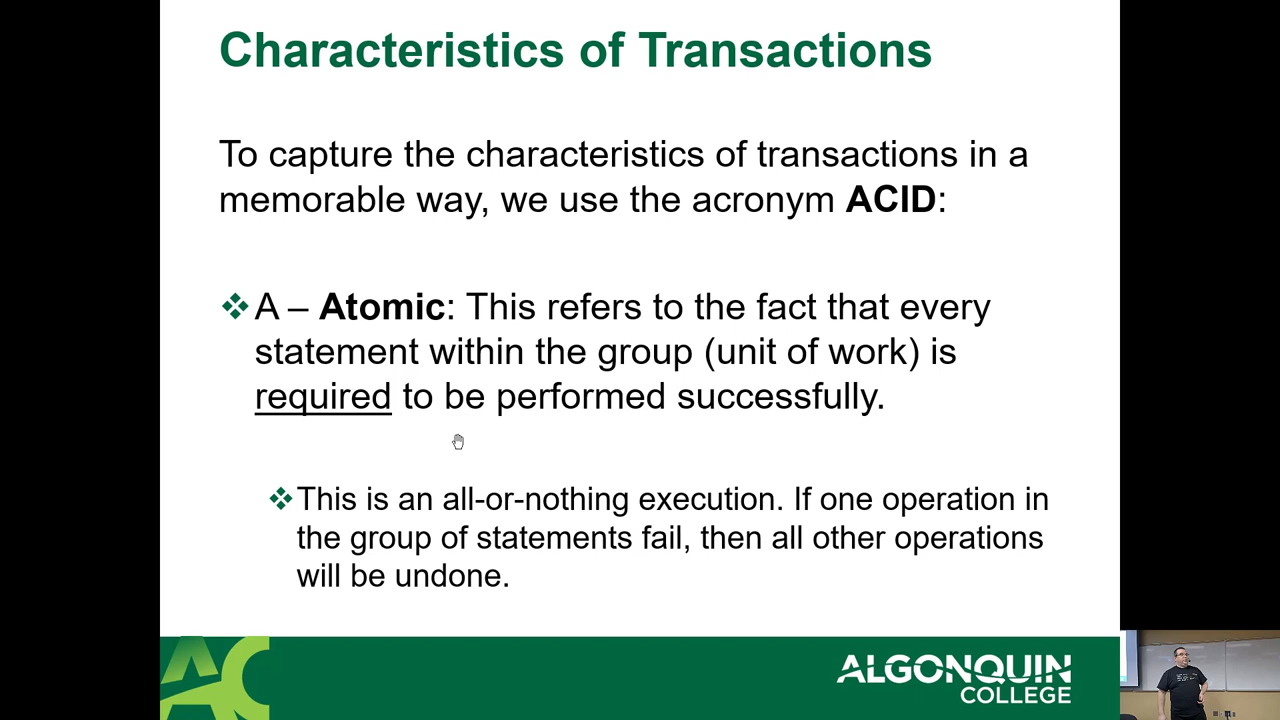 Characteristics of Transactions
To capture the characteristics of transactions in a
memorable way, we use the acronym ACID:
❖ A – Atomic: This refers to the fact that every
statement within the group (unit of work) is
required to be performed successfully.
❖ This is an all-or-nothing execution. If one operation in
the group of statements fail, then all other operations
will be undone.
AC
ALGONQUIN
COLLEGE